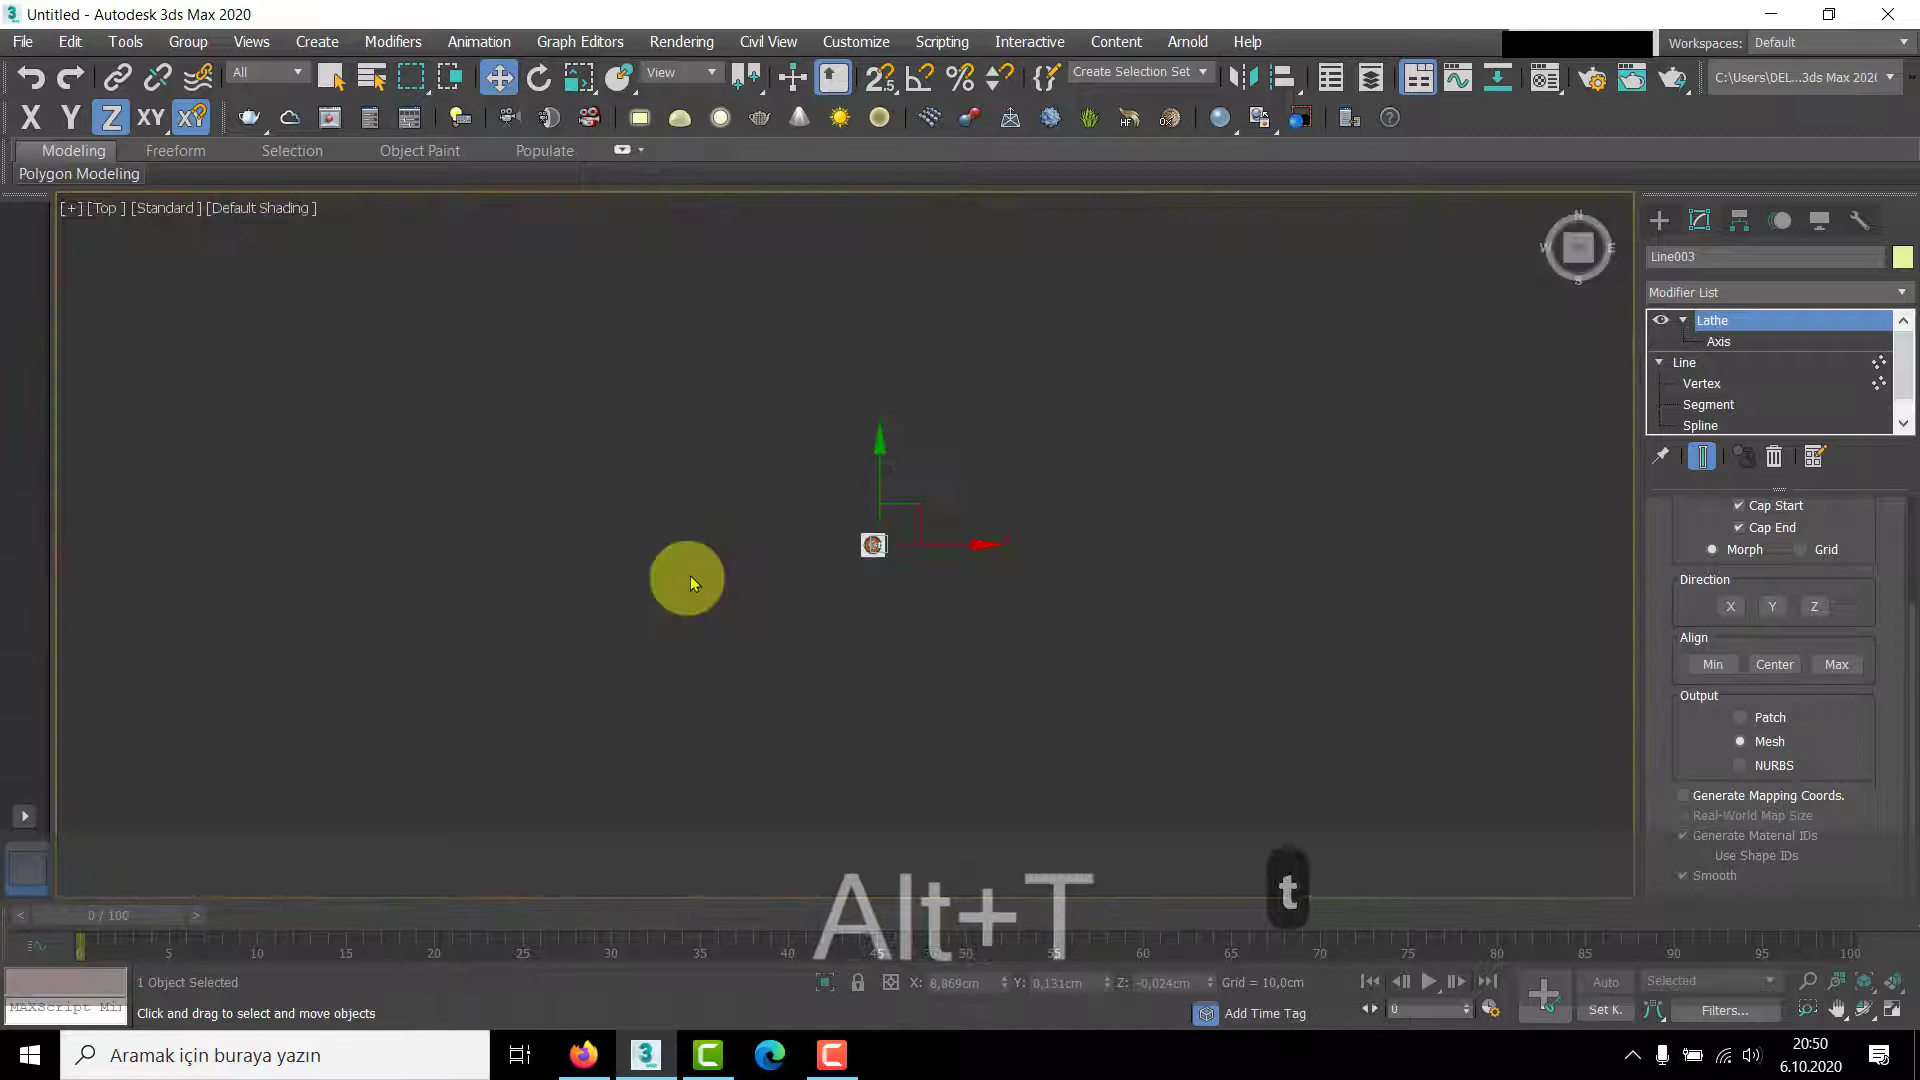 Untitled - Autodesk 3ds Max 2020
File Edit Tools Group Views Create Modifiers Animation Graph Editors Rendering Civil View Customize Scripting Interactive Content Arnold Help
Workspaces: Default
All
View
Create Selection Set
C:\Users\DEL...3ds Max 2020
X Y Z XY
Modeling Freeform Selection Object Paint Populate
Polygon Modeling
[+] [Top ] [Standard ] [Default Shading ]
N
W E
S
Line003
Modifier List
Lathe
Axis
Line
Vertex
Segment
Spline
Cap Start
Cap End
Morph Grid
Direction
X Y Z
Align
Min Center Max
Output
Patch
Mesh
NURBS
Generate Mapping Coords.
Real-World Map Size
Generate Material IDs
Use Shape IDs
Smooth
Alt+T t
0 / 100
0 5 10 15 20 25 30 35 40 45 50 55 60 65 70 75 80 85 90 95 100
1 Object Selected
X: 8,869cm Y: 0,131cm Z: -0,024cm Grid = 10,0cm
Auto Selected
MAXScript Mi
Click and drag to select and move objects
Add Time Tag
0
Set K. Filters...
Aramak için buraya yazın
20:50
6.10.2020